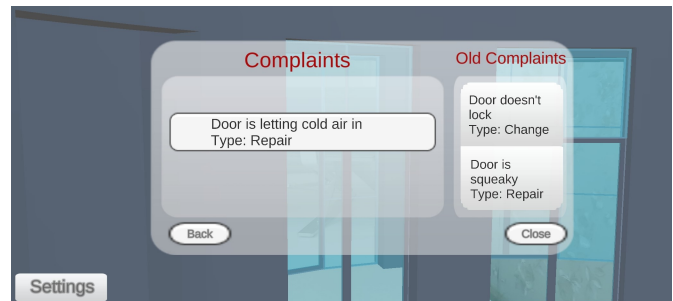 Complaints
Door is letting cold air in
Type: Repair
Back
Old Complaints
Door doesn't
lock
Type: Change
Door is
squeaky
Type: Repair
Close
Settings